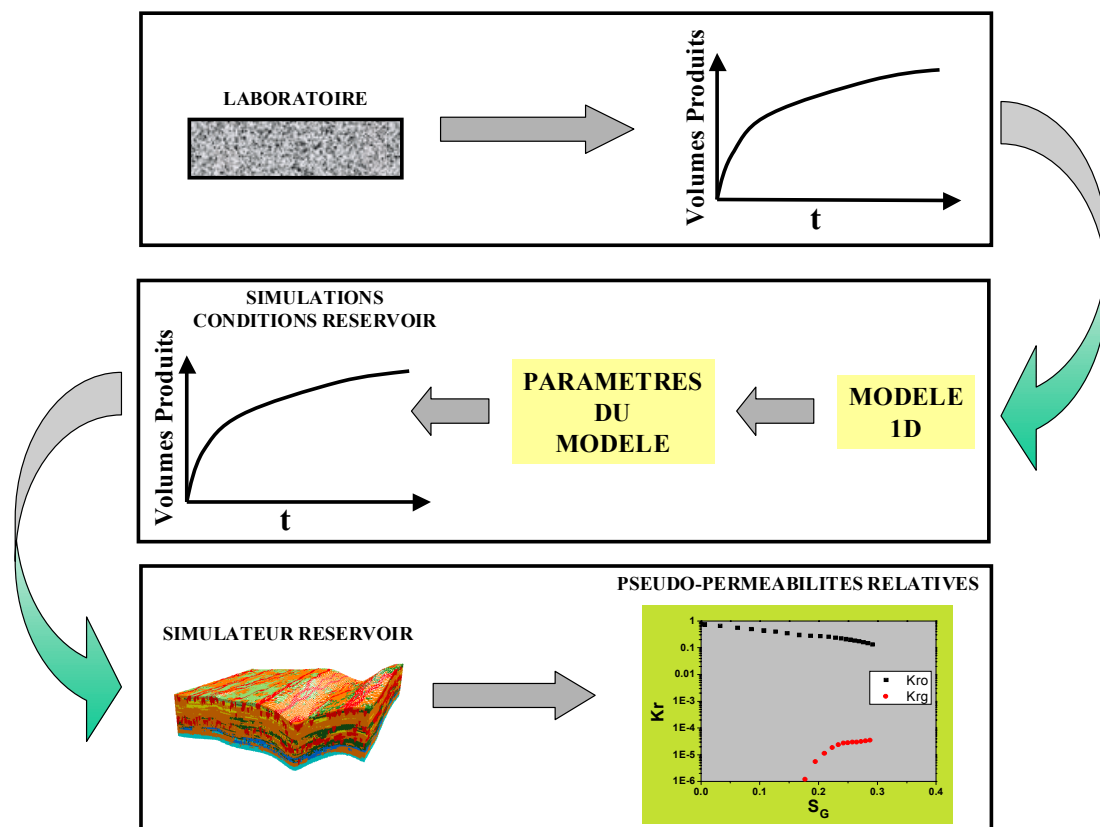 LABORATOIRE
Volumes Produits
t
SIMULATIONS
CONDITIONS RESERVOIR
Volumes Produits
t
PARAMETRES
DU
MODELE
MODELE
1D
PSEUDO-PERMEABILITES RELATIVES
SIMULATEUR RESERVOIR
1
0.1
0.01
1E-3
1E-4
1E-5
1E-6
Kr
Kro
Krg
0.0 0.1 0.2 0.3 0.4
SG